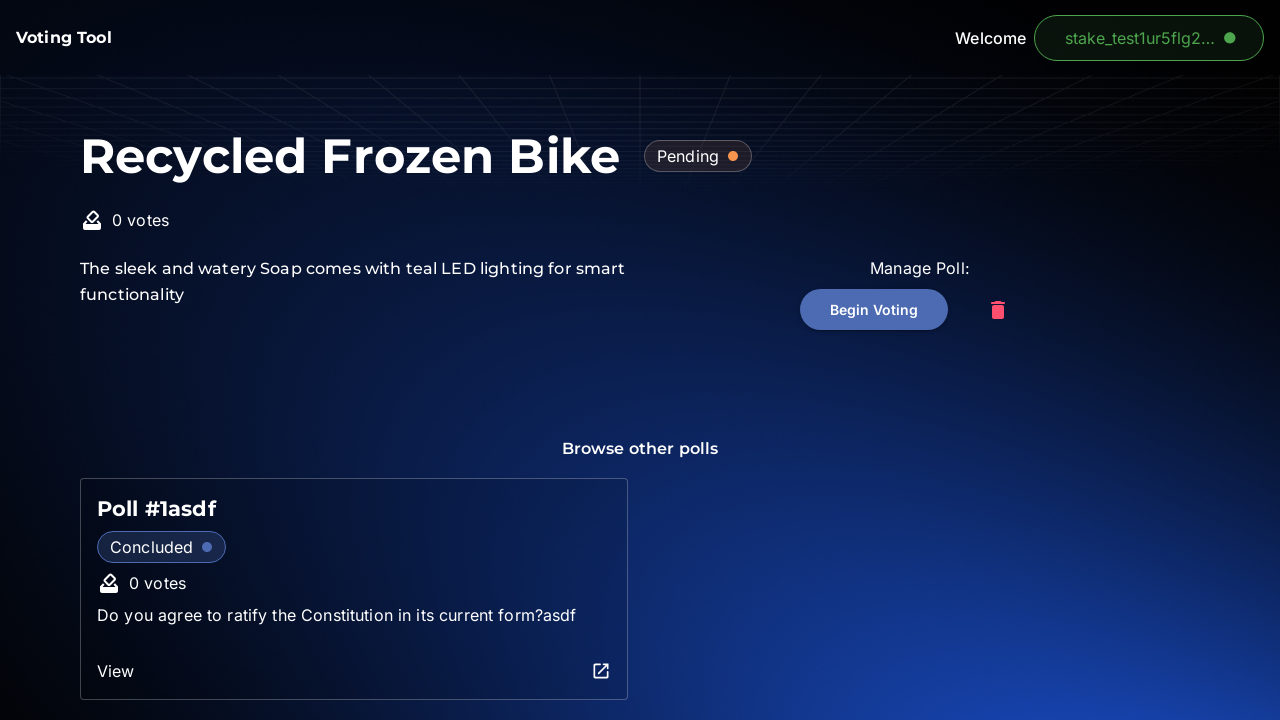 Voting Tool
Welcome
stake_test1ur5flg2...
Recycled Frozen Bike
Pending
0 votes
The sleek and watery Soap comes with teal LED lighting for smart
functionality
Manage Poll:
Begin Voting
Browse other polls
Poll #1asdf
Concluded
0 votes
Do you agree to ratify the Constitution in its current form?asdf
View